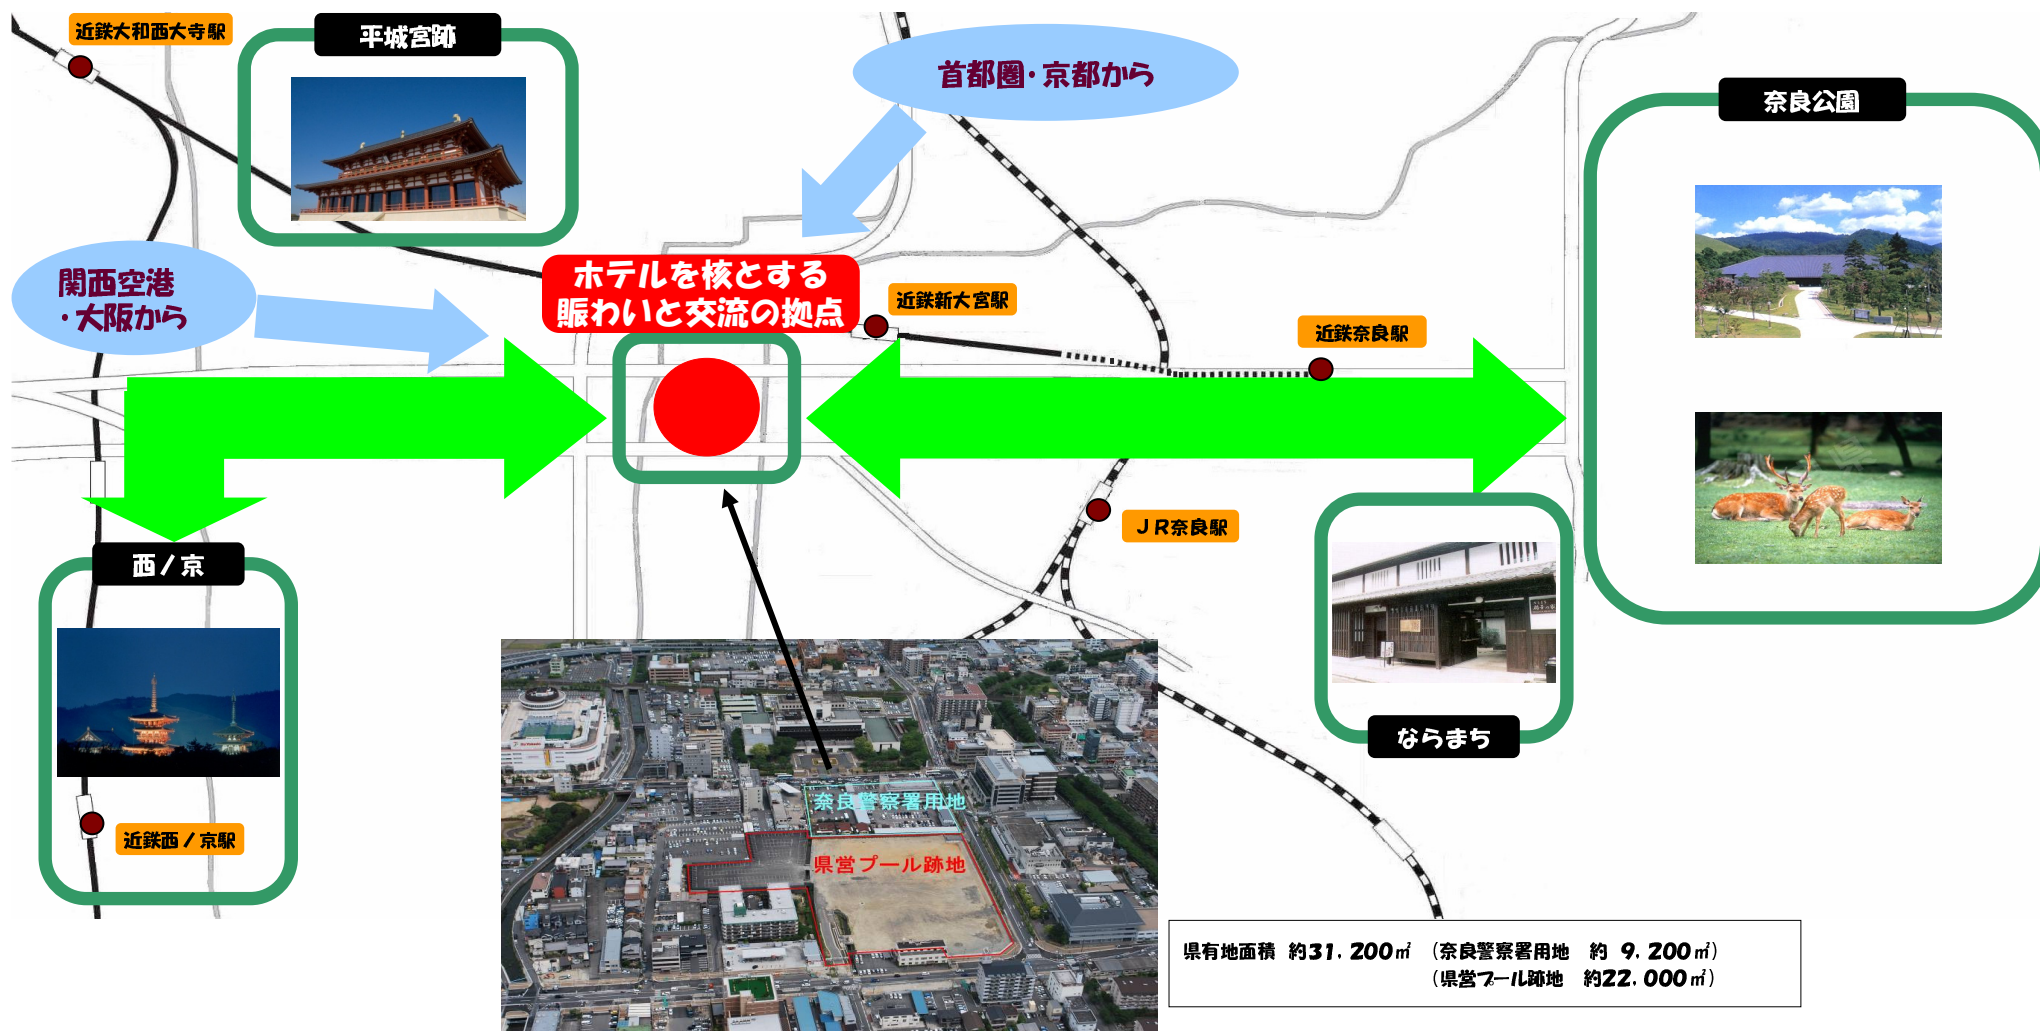 近鉄大和西大寺駅
平城宮跡
首都圏・京都から
奈良公園
関西空港
・大阪から
ホテルを核とする
賑わいと交流の拠点
近鉄新大宮駅
近鉄奈良駅
JR奈良駅
西ノ京
ならまち
近鉄西ノ京駅
奈良警察署用地
県営プール跡地
県有地面積 約31,200㎡ (奈良警察署用地 約 9,200㎡)
(県営プール跡地 約22,000㎡)